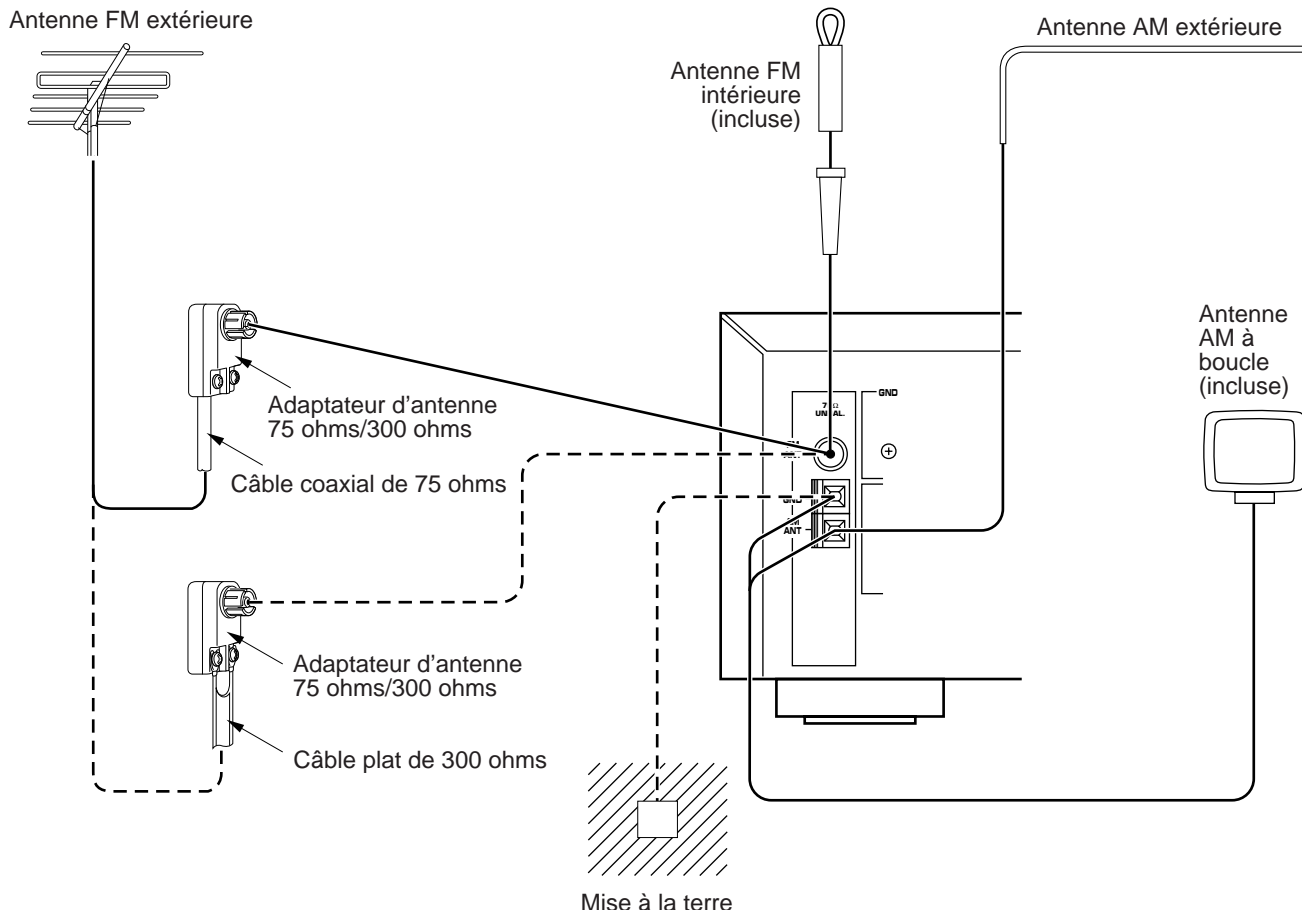 Antenne FM extérieure
Antenne FM
intérieure
(incluse)
Antenne AM extérieure
Antenne
AM à
boucle
(incluse)
Adaptateur d’antenne
75 ohms/300 ohms
Câble coaxial de 75 ohms
GND
GND
ANT
Adaptateur d’antenne
75 ohms/300 ohms
Câble plat de 300 ohms
Mise à la terre